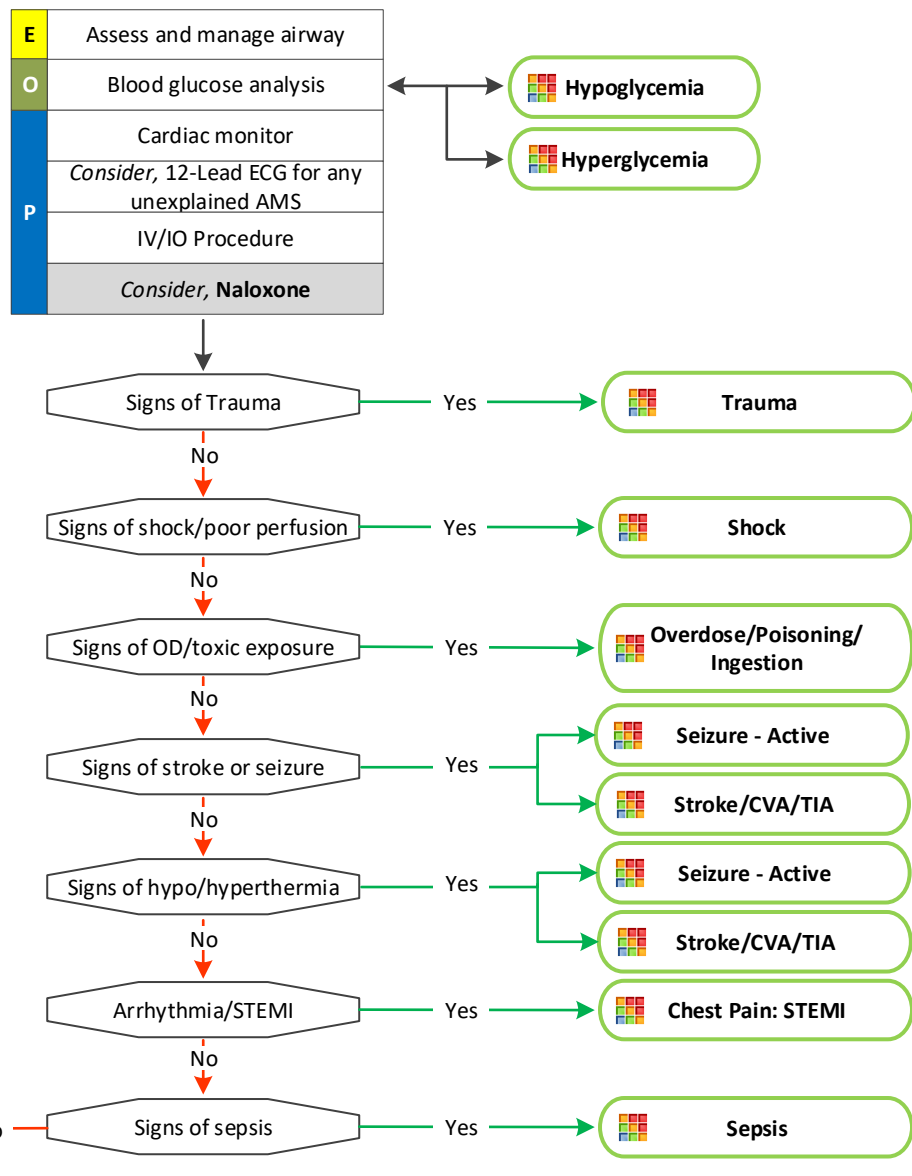 E
Assess and manage airway
O
Blood glucose analysis
Hypoglycemia
Hyperglycemia
P
Cardiac monitor
Consider, 12-Lead ECG for any
unexplained AMS
IV/IO Procedure
Consider, Naloxone
Signs of Trauma
Yes
Trauma
No
Signs of shock/poor perfusion
Yes
Shock
No
Signs of OD/toxic exposure
Yes
Overdose/Poisoning/
Ingestion
No
Signs of stroke or seizure
Yes
Seizure - Active
Stroke/CVA/TIA
No
Signs of hypo/hyperthermia
Yes
Seizure - Active
Stroke/CVA/TIA
No
Arrhythmia/STEMI
Yes
Chest Pain: STEMI
No
Signs of sepsis
Yes
Sepsis